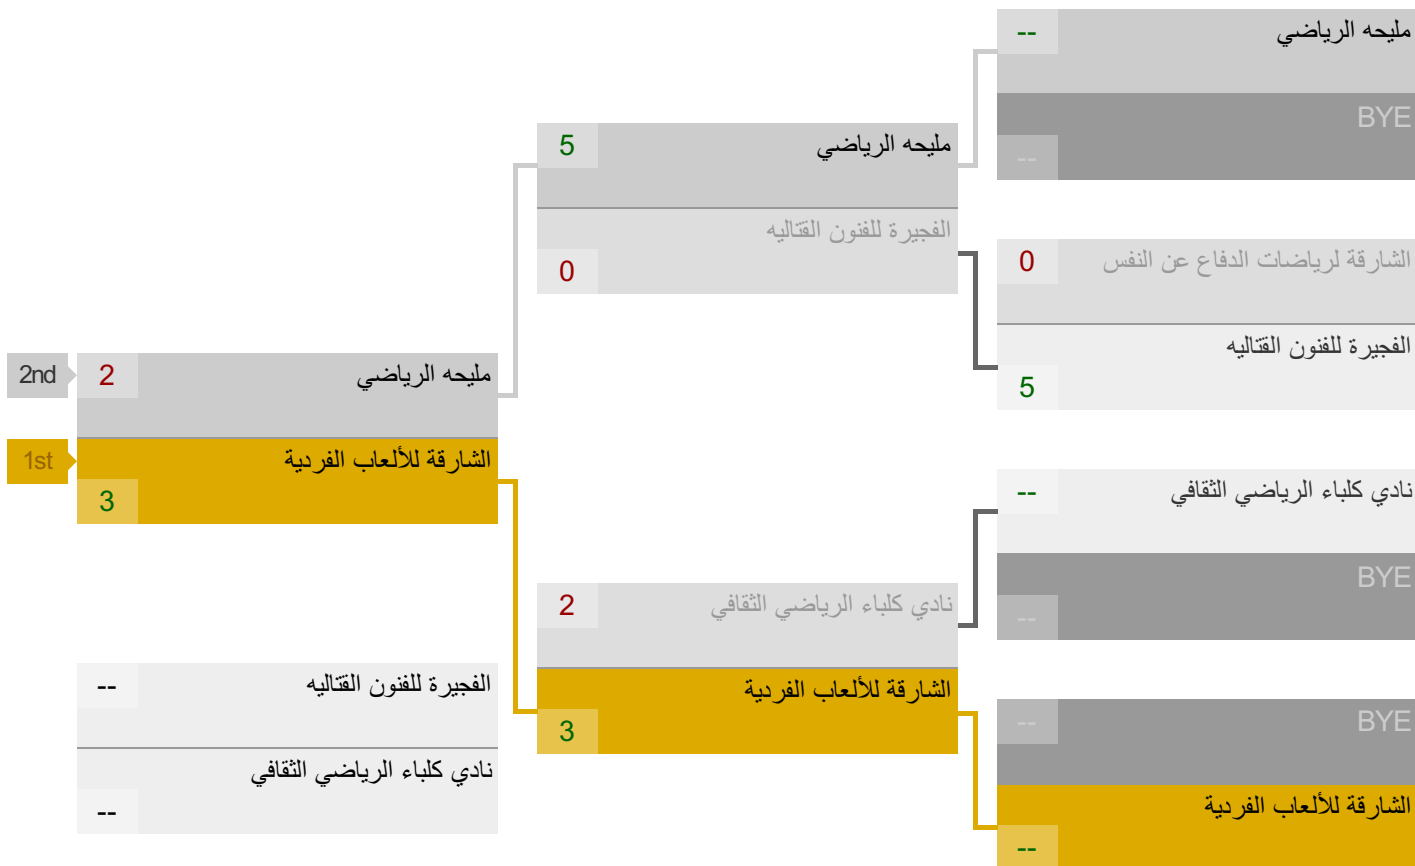 مليحه الرياضي
--
BYE
--
الشارقة لرياضات الدفاع عن النفس
0
الفجيرة للفنون القتاليه
5
نادي كلباء الرياضي الثقافي
--
BYE
--
BYE
--
الشارقة للألعاب الفردية
--
مليحه الرياضي
5
الفجيرة للفنون القتاليه
0
نادي كلباء الرياضي الثقافي
2
الشارقة للألعاب الفردية
3
مليحه الرياضي
2
2nd
الشارقة للألعاب الفردية
3
1st
الفجيرة للفنون القتاليه
--
نادي كلباء الرياضي الثقافي
--